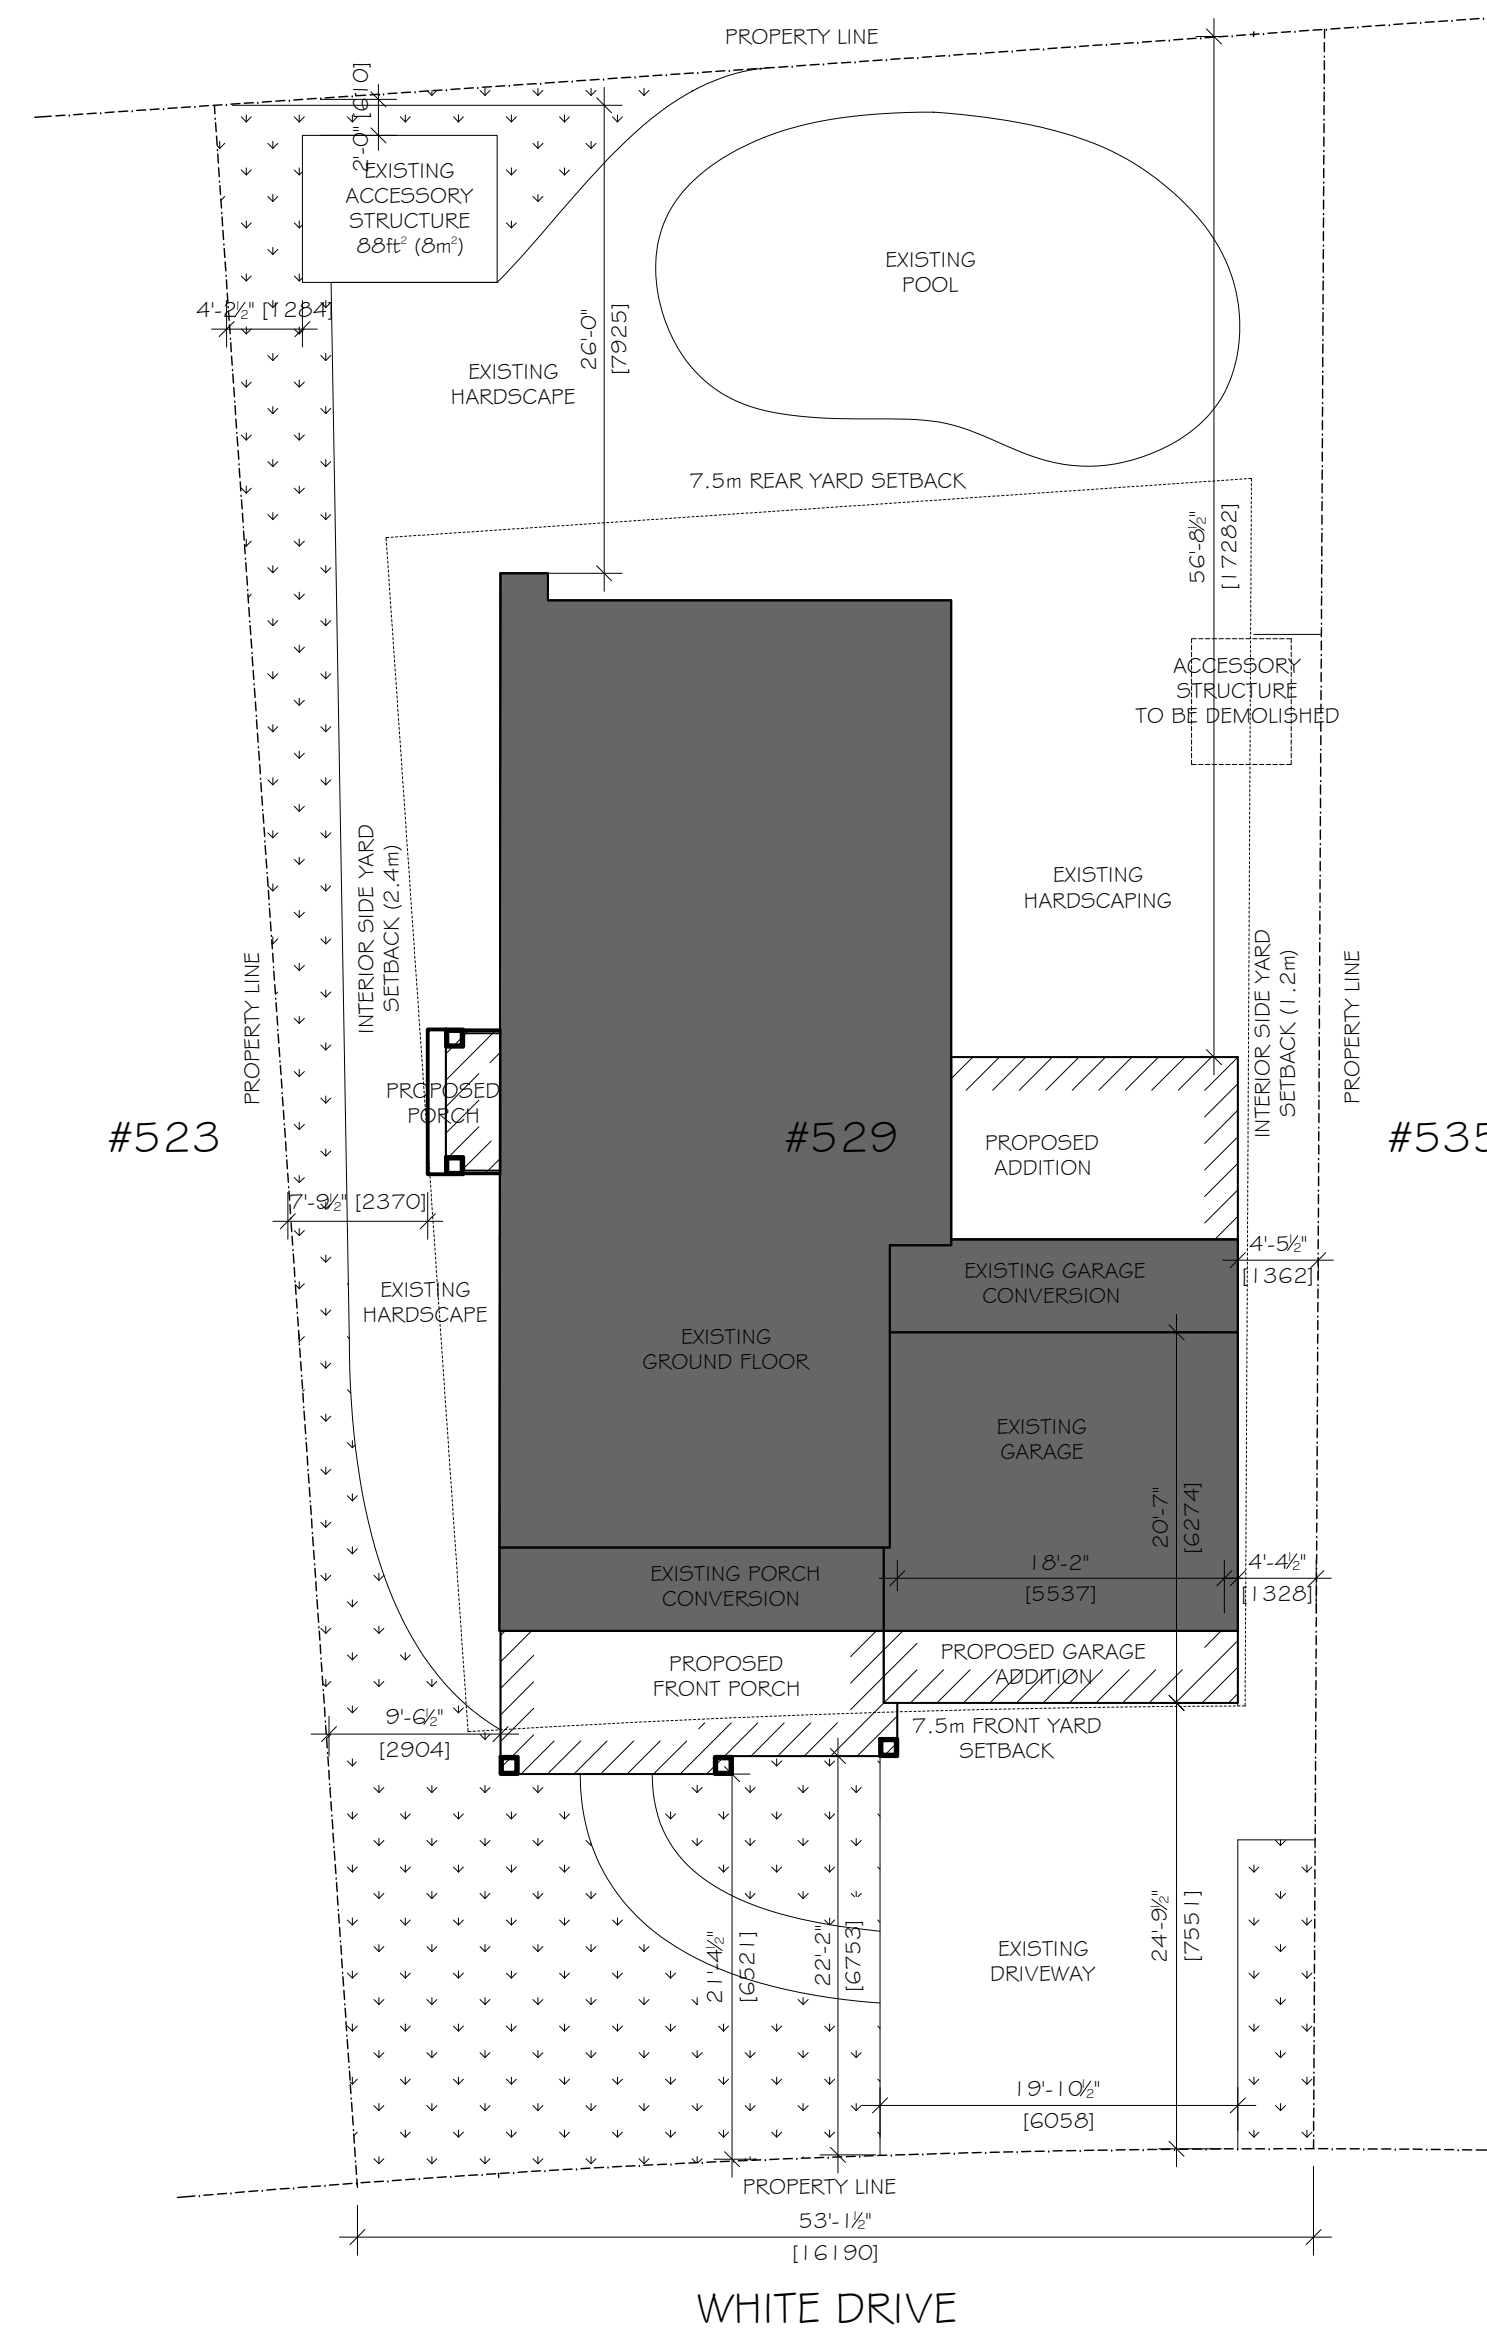 PROPERTY LINE
2'-0" [610]
EXISTING
ACCESSORY
STRUCTURE
88ft² (8m²)
EXISTING
POOL
4'-2½" [1284]
26'-0"
[7925]
EXISTING
HARDSCAPE
7.5m REAR YARD SETBACK
56'-8½"
[17282]
ACCESSORY
STRUCTURE
TO BE DEMOLISHED
EXISTING
HARDSCAPING
INTERIOR SIDE YARD
SETBACK (2.4m)
PROPERTY LINE
INTERIOR SIDE YARD
SETBACK (1.2m)
PROPERTY LINE
PROPOSED
PORCH
#523
#529
#535
PROPOSED
ADDITION
7'-9½" [2370]
4'-5½"
[1362]
EXISTING GARAGE
CONVERSION
EXISTING
HARDSCAPE
EXISTING
GROUND FLOOR
EXISTING
GARAGE
20'-7"
[6274]
18'-2"
[5537]
4'-4½"
[1328]
EXISTING PORCH
CONVERSION
PROPOSED GARAGE
ADDITION
PROPOSED
FRONT PORCH
9'-6½"
[2904]
7.5m FRONT YARD
SETBACK
21'-4½"
[6521]
22'-2"
[6753]
24'-9½"
[7551]
EXISTING
DRIVEWAY
19'-10½"
[6058]
PROPERTY LINE
53'-1½"
[16190]
WHITE DRIVE